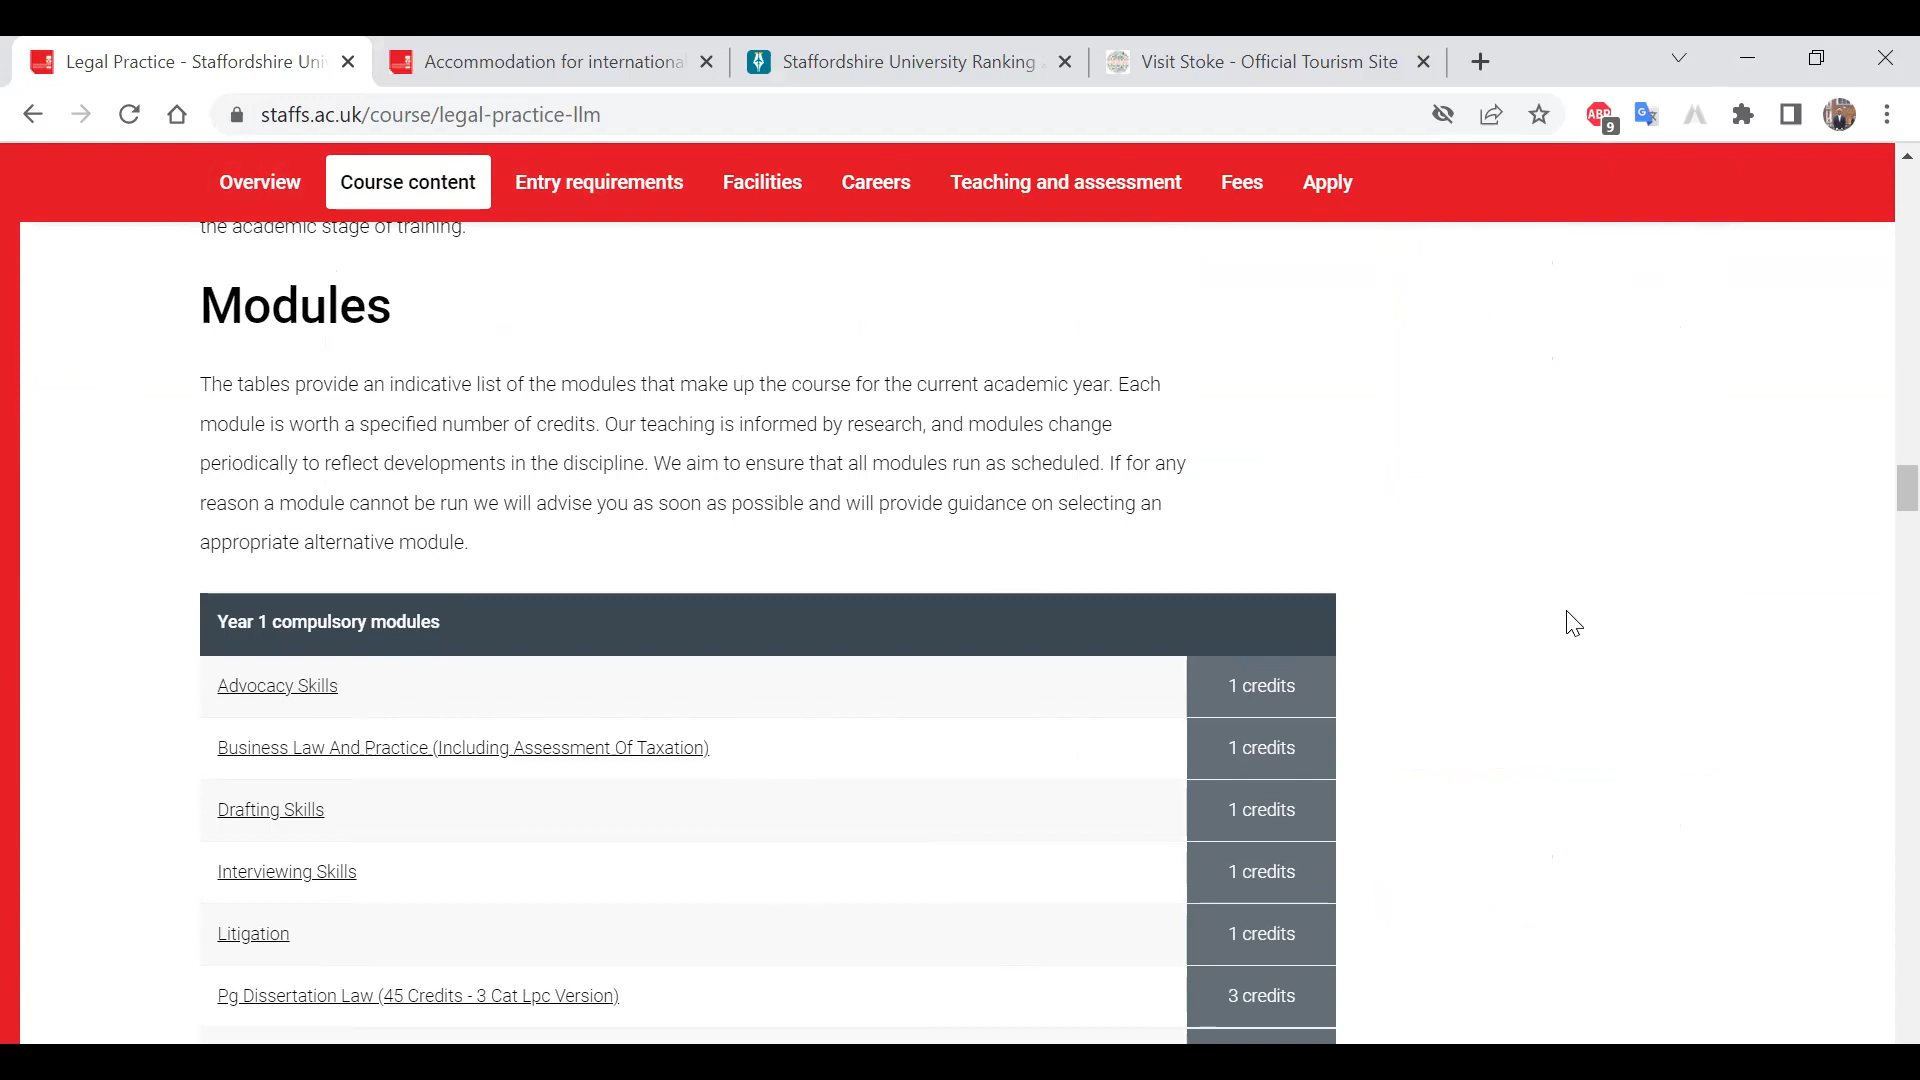 Legal Practice - Staffordshire Uni
Accommodation for internationa
Staffordshire University Ranking
Visit Stoke - Official Tourism Site
staffs.ac.uk/course/legal-practice-llm
ABP
9
Overview
Course content
Entry requirements
Facilities
Careers
Teaching and assessment
Fees
Apply
the academic stage of training.
Modules
The tables provide an indicative list of the modules that make up the course for the current academic year. Each
module is worth a specified number of credits. Our teaching is informed by research, and modules change
periodically to reflect developments in the discipline. We aim to ensure that all modules run as scheduled. If for any
reason a module cannot be run we will advise you as soon as possible and will provide guidance on selecting an
appropriate alternative module.
Year 1 compulsory modules
Advocacy Skills 1 credits
Business Law And Practice (Including Assessment Of Taxation) 1 credits
Drafting Skills 1 credits
Interviewing Skills 1 credits
Litigation 1 credits
Pg Dissertation Law (45 Credits - 3 Cat Lpc Version) 3 credits